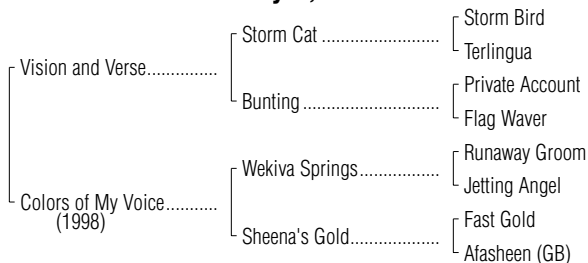 Storm Bird
Storm Cat
Terlingua
Vision and Verse
Private Account
Bunting
Flag Waver
Runaway Groom
Wekiva Springs
Jetting Angel
Colors of My Voice
(1998)
Fast Gold
Sheena's Gold
Afasheen (GB)